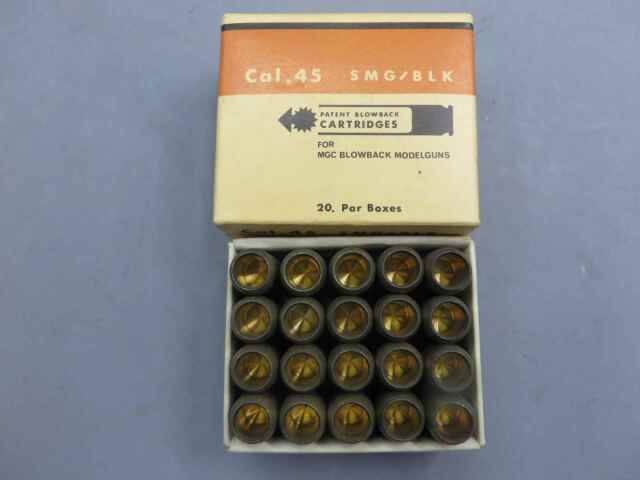 Cal.45 SMG/BLK
PATENT BLOWBACK
CARTRIDGES
FOR
MGC BLOWBACK MODELGUNS
20, Par Boxes